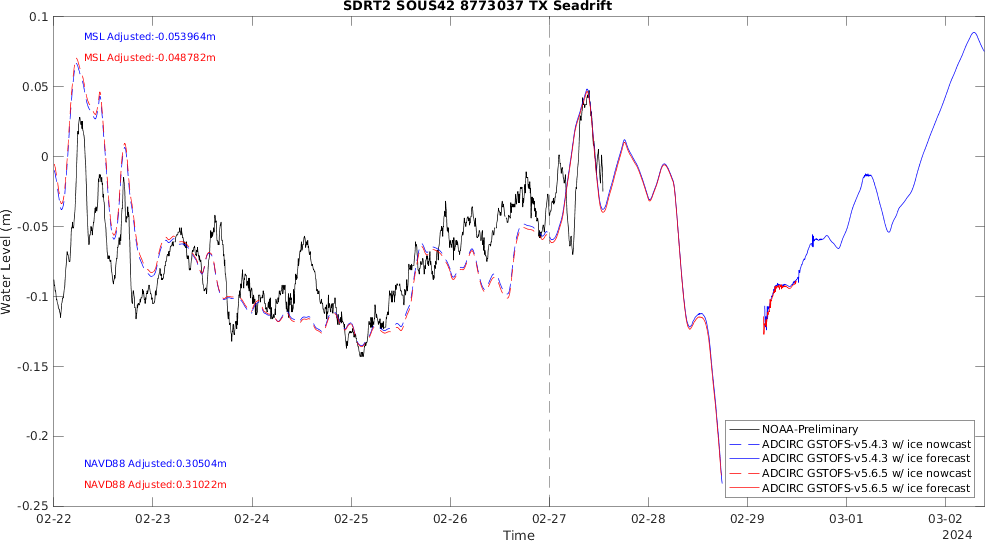 SDRT2 SOUS42 8773037 TX Seadrift
MSL Adjusted:-0.053964m
MSL Adjusted:-0.048782m
0.1
0.05
0
-0.05
-0.1
-0.15
-0.2
-0.25
Water Level (m)
NAVD88 Adjusted:0.30504m
NAVD88 Adjusted:0.31022m
NOAA-Preliminary
ADCIRC GSTOFS-v5.4.3 w/ ice nowcast
ADCIRC GSTOFS-v5.4.3 w/ ice forecast
ADCIRC GSTOFS-v5.6.5 w/ ice nowcast
ADCIRC GSTOFS-v5.6.5 w/ ice forecast
02-22 02-23 02-24 02-25 02-26 02-27 02-28 02-29 03-01 03-02
Time
2024